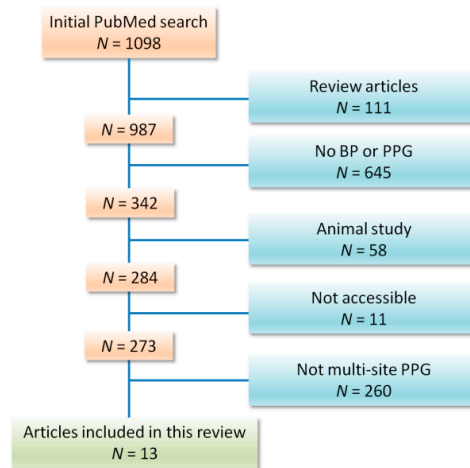 Initial PubMed search
N = 1098
Review articles
N = 111
N = 987
No BP or PPG
N = 645
N = 342
Animal study
N = 58
N = 284
Not accessible
N = 11
N = 273
Not multi-site PPG
N = 260
Articles included in this review
N = 13